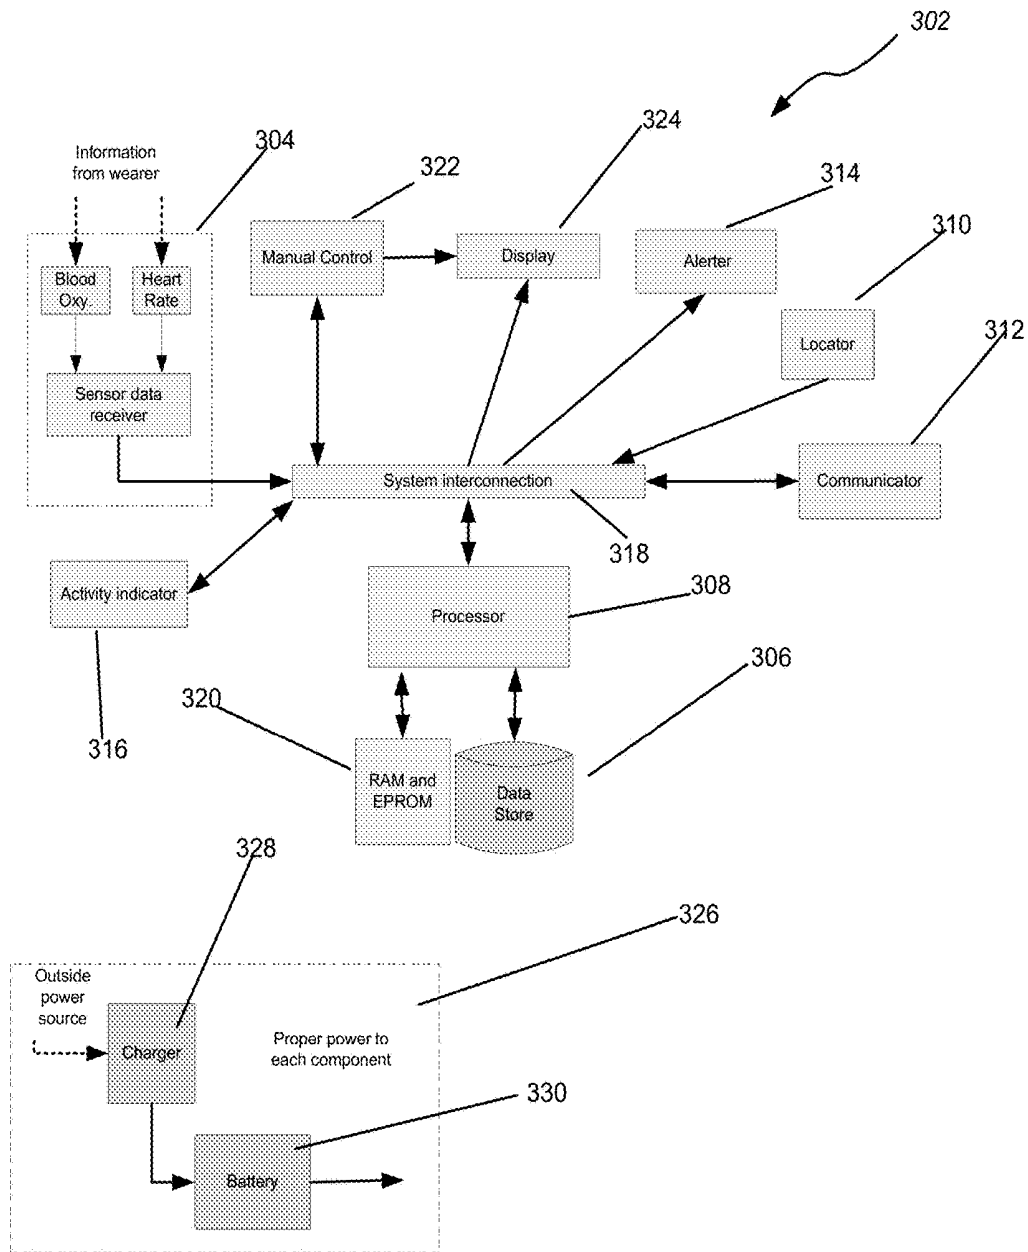 302
304
Information
from wearer
322
324
314
310
Manual Control
Display
Alerter
Blood
Oxy.
Heart
Rate
Locator
312
Sensor data
receiver
System interconnection
Communicator
318
Activity indicator
308
Processor
306
320
316
RAM and
EPROM
Data
Store
328
326
Outside
power
source
Charger
Proper power to
each component
330
Battery